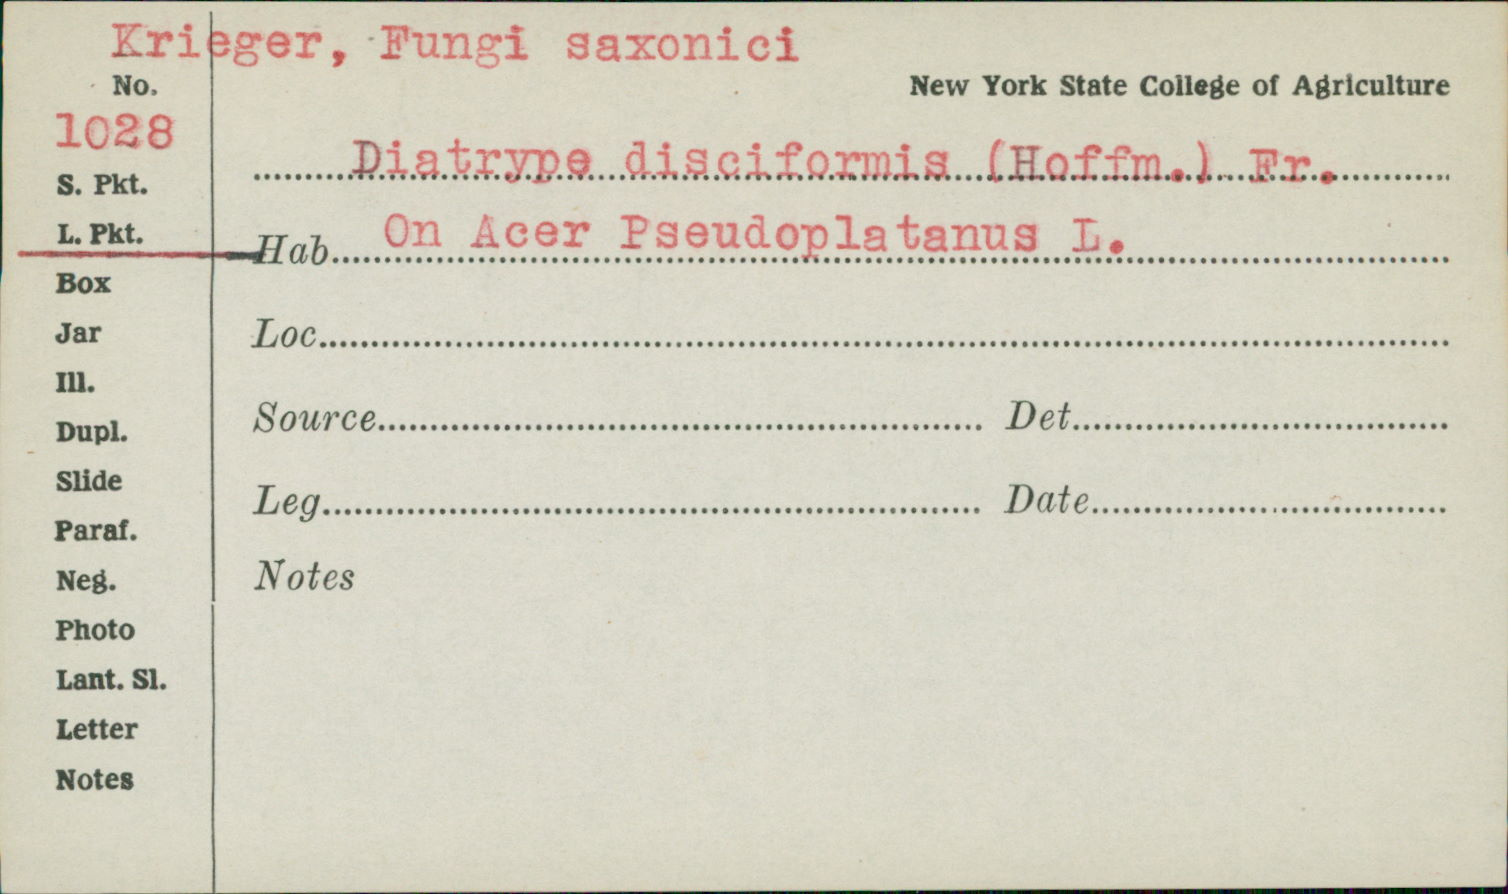 Krieger, Fungi saxonici
New York State College of Agriculture
No.
1028
Diatrype disciformis (Hoffm.) Fr.
S. Pkt.
L. Pkt.
Hab. On Acer Pseudoplatanus L.
Box
Jar
Loc.
Ill.
Dupl.
Source Det.
Slide
Leg. Date
Paraf.
Neg.
Notes
Photo
Lant. Sl.
Letter
Notes